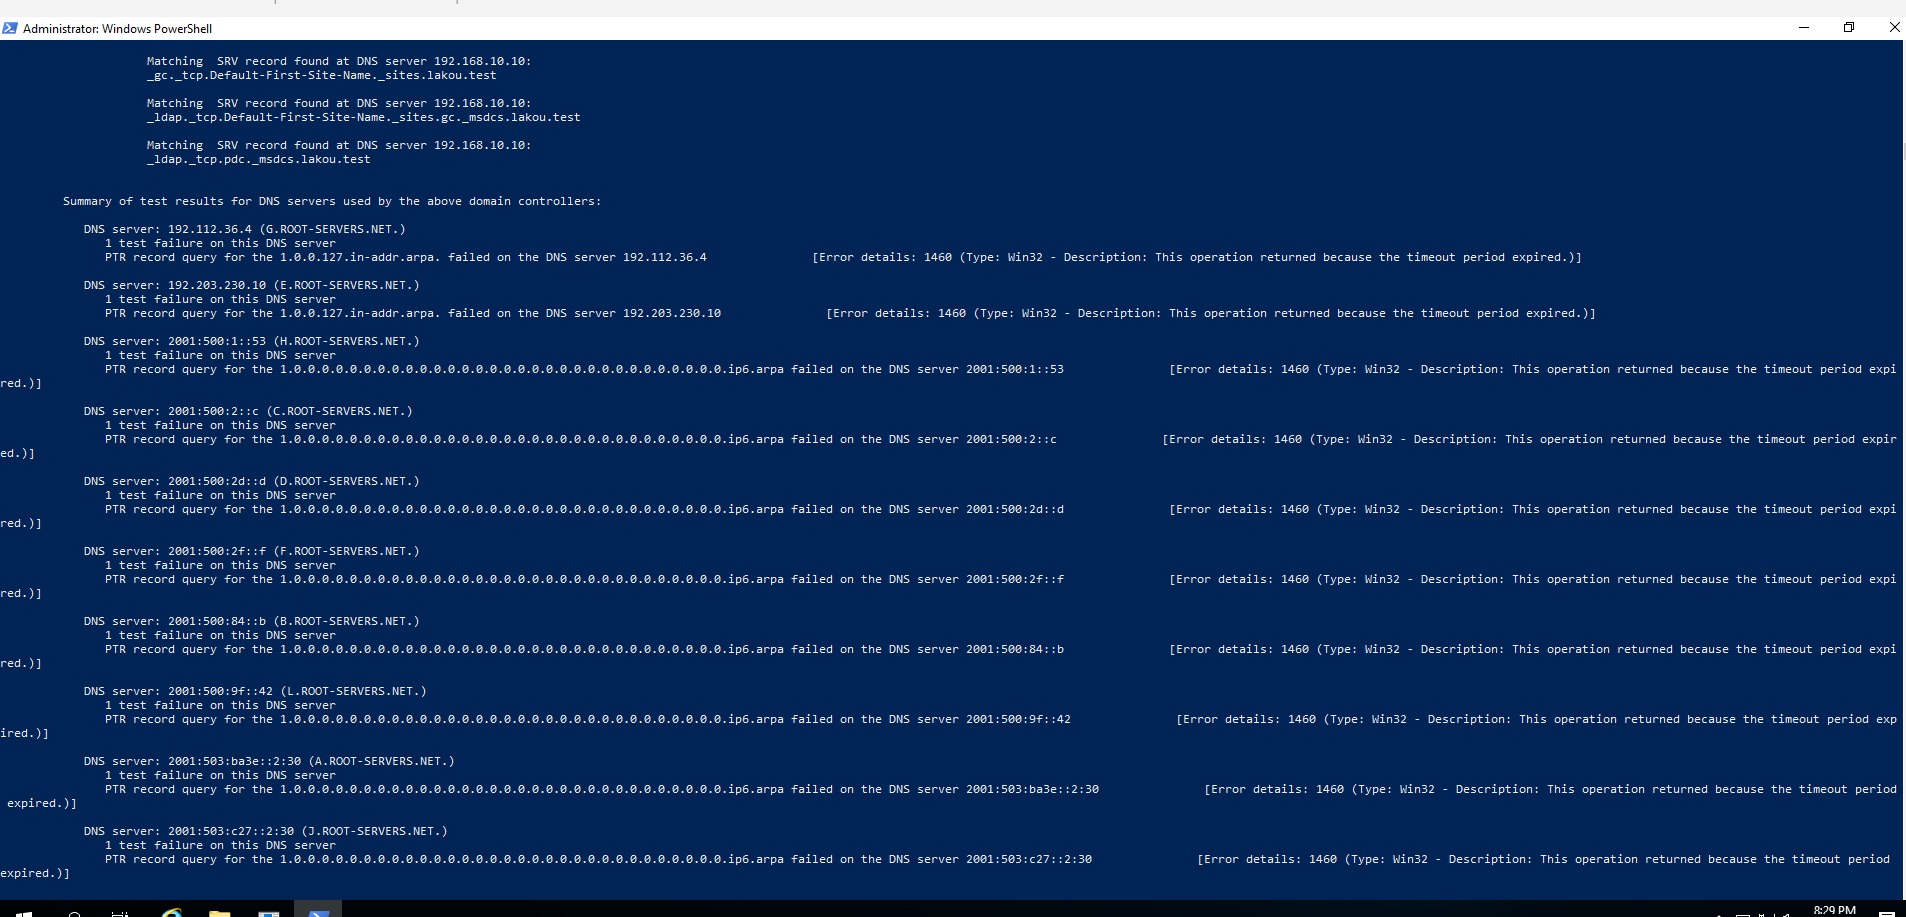 Administrator: Windows PowerShell
Matching  SRV record found at DNS server 192.168.10.10:
_gc._tcp.Default-First-Site-Name._sites.lakou.test
Matching  SRV record found at DNS server 192.168.10.10:
_ldap._tcp.Default-First-Site-Name._sites.gc._msdcs.lakou.test
Matching  SRV record found at DNS server 192.168.10.10:
_ldap._tcp.pdc._msdcs.lakou.test
Summary of test results for DNS servers used by the above domain controllers:
DNS server: 192.112.36.4 (G.ROOT-SERVERS.NET.)
1 test failure on this DNS server
PTR record query for the 1.0.0.127.in-addr.arpa. failed on the DNS server 192.112.36.4 [Error details: 1460 (Type: Win32 - Description: This operation returned because the timeout period expired.)]
DNS server: 192.203.230.10 (E.ROOT-SERVERS.NET.)
1 test failure on this DNS server
PTR record query for the 1.0.0.127.in-addr.arpa. failed on the DNS server 192.203.230.10 [Error details: 1460 (Type: Win32 - Description: This operation returned because the timeout period expired.)]
DNS server: 2001:500:1::53 (H.ROOT-SERVERS.NET.)
1 test failure on this DNS server
PTR record query for the 1.0.0.0.0.0.0.0.0.0.0.0.0.0.0.0.0.0.0.0.0.0.0.0.0.0.0.0.0.0.0.0.ip6.arpa failed on the DNS server 2001:500:1::53 [Error details: 1460 (Type: Win32 - Description: This operation returned because the timeout period expi
red.)]
DNS server: 2001:500:2::c (C.ROOT-SERVERS.NET.)
1 test failure on this DNS server
PTR record query for the 1.0.0.0.0.0.0.0.0.0.0.0.0.0.0.0.0.0.0.0.0.0.0.0.0.0.0.0.0.0.0.0.ip6.arpa failed on the DNS server 2001:500:2::c [Error details: 1460 (Type: Win32 - Description: This operation returned because the timeout period expir
ed.)]
DNS server: 2001:500:2d::d (D.ROOT-SERVERS.NET.)
1 test failure on this DNS server
PTR record query for the 1.0.0.0.0.0.0.0.0.0.0.0.0.0.0.0.0.0.0.0.0.0.0.0.0.0.0.0.0.0.0.0.ip6.arpa failed on the DNS server 2001:500:2d::d [Error details: 1460 (Type: Win32 - Description: This operation returned because the timeout period expi
red.)]
DNS server: 2001:500:2f::f (F.ROOT-SERVERS.NET.)
1 test failure on this DNS server
PTR record query for the 1.0.0.0.0.0.0.0.0.0.0.0.0.0.0.0.0.0.0.0.0.0.0.0.0.0.0.0.0.0.0.0.ip6.arpa failed on the DNS server 2001:500:2f::f [Error details: 1460 (Type: Win32 - Description: This operation returned because the timeout period expi
red.)]
DNS server: 2001:500:84::b (B.ROOT-SERVERS.NET.)
1 test failure on this DNS server
PTR record query for the 1.0.0.0.0.0.0.0.0.0.0.0.0.0.0.0.0.0.0.0.0.0.0.0.0.0.0.0.0.0.0.0.ip6.arpa failed on the DNS server 2001:500:84::b [Error details: 1460 (Type: Win32 - Description: This operation returned because the timeout period expi
red.)]
DNS server: 2001:500:9f::42 (L.ROOT-SERVERS.NET.)
1 test failure on this DNS server
PTR record query for the 1.0.0.0.0.0.0.0.0.0.0.0.0.0.0.0.0.0.0.0.0.0.0.0.0.0.0.0.0.0.0.0.ip6.arpa failed on the DNS server 2001:500:9f::42 [Error details: 1460 (Type: Win32 - Description: This operation returned because the timeout period exp
ired.)]
DNS server: 2001:503:ba3e::2:30 (A.ROOT-SERVERS.NET.)
1 test failure on this DNS server
PTR record query for the 1.0.0.0.0.0.0.0.0.0.0.0.0.0.0.0.0.0.0.0.0.0.0.0.0.0.0.0.0.0.0.0.ip6.arpa failed on the DNS server 2001:503:ba3e::2:30 [Error details: 1460 (Type: Win32 - Description: This operation returned because the timeout period
expired.)]
DNS server: 2001:503:c27::2:30 (J.ROOT-SERVERS.NET.)
1 test failure on this DNS server
PTR record query for the 1.0.0.0.0.0.0.0.0.0.0.0.0.0.0.0.0.0.0.0.0.0.0.0.0.0.0.0.0.0.0.0.ip6.arpa failed on the DNS server 2001:503:c27::2:30 [Error details: 1460 (Type: Win32 - Description: This operation returned because the timeout period
expired.)]
8:29 PM